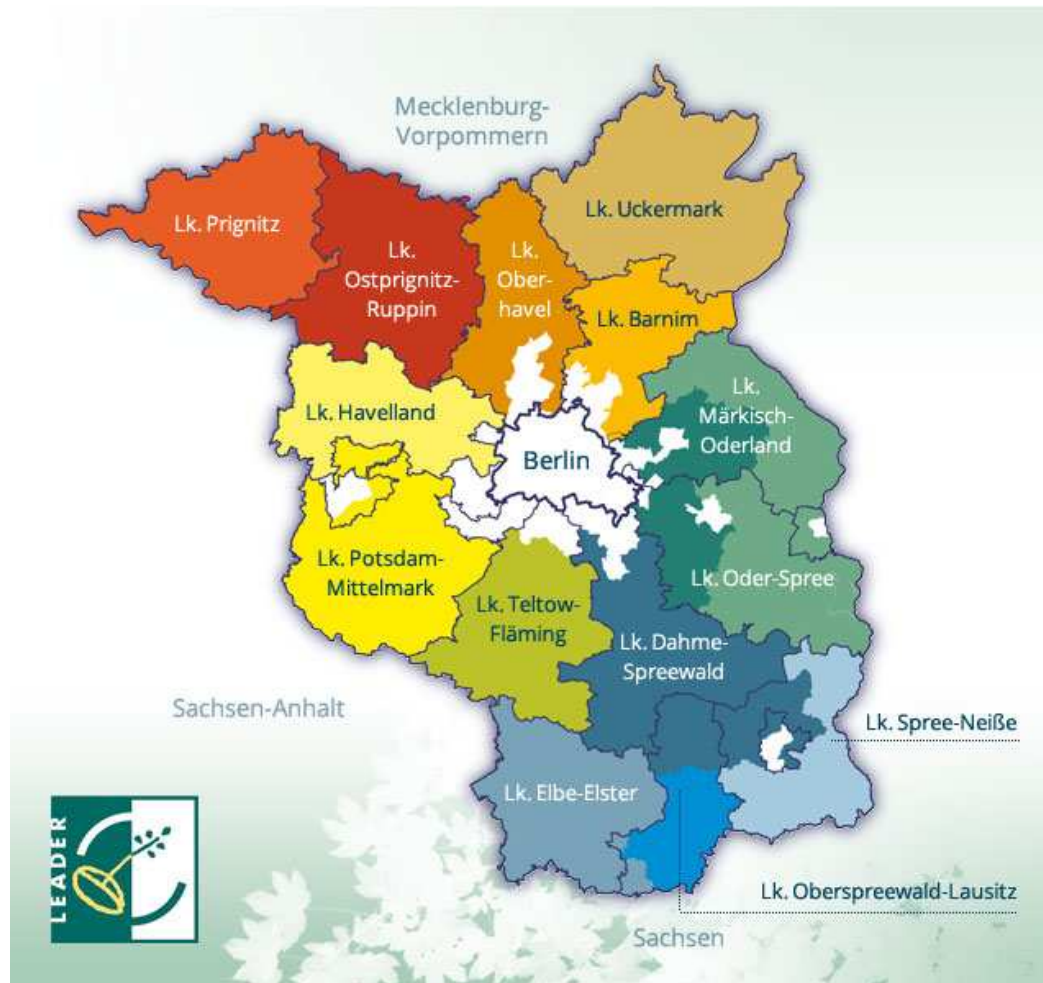 Mecklenburg-
Vorpommern
Lk. Prignitz
Lk. Uckermark
Lk.
Ostprignitz-
Ruppin
Lk.
Ober-
havel
Lk. Barnim
Lk.
Märkisch-
Oderland
Lk. Havelland
Berlin
Lk. Potsdam-
Mittelmark
Lk. Oder-Spree
Lk. Teltow-
Fläming
Lk. Dahme-
Spreewald
Sachsen-Anhalt
Lk. Spree-Neiße
Lk. Elbe-Elster
LEADER
Lk. Oberspreewald-Lausitz
Sachsen